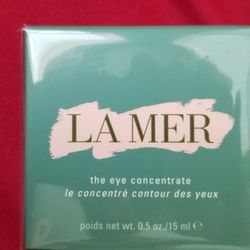 LA MER
the eye concentrate
le concentré contour des yeux
poids net wt. 0.5 oz./15 ml ℮